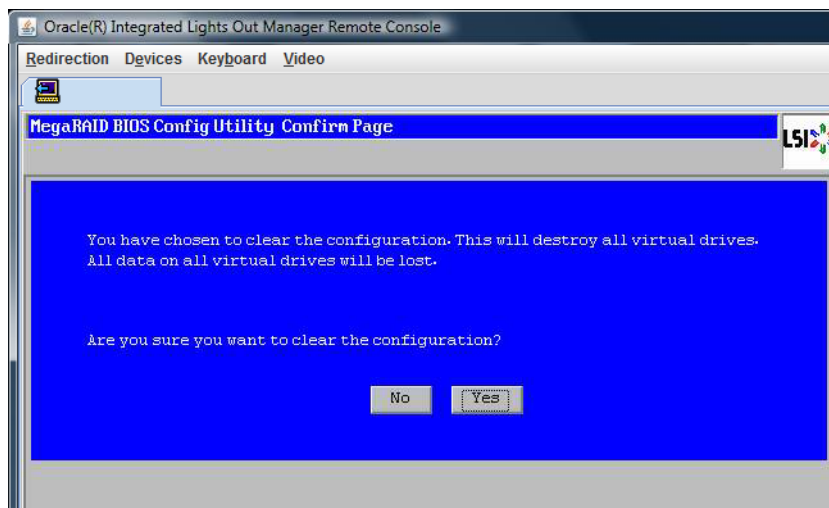 Oracle(R) Integrated Lights Out Manager Remote Console
Redirection Devices Keyboard Video
MegaRAID BIOS Config Utility Confirm Page
LSI
You have chosen to clear the configuration. This will destroy all virtual drives.
All data on all virtual drives will be lost.
Are you sure you want to clear the configuration?
No Yes